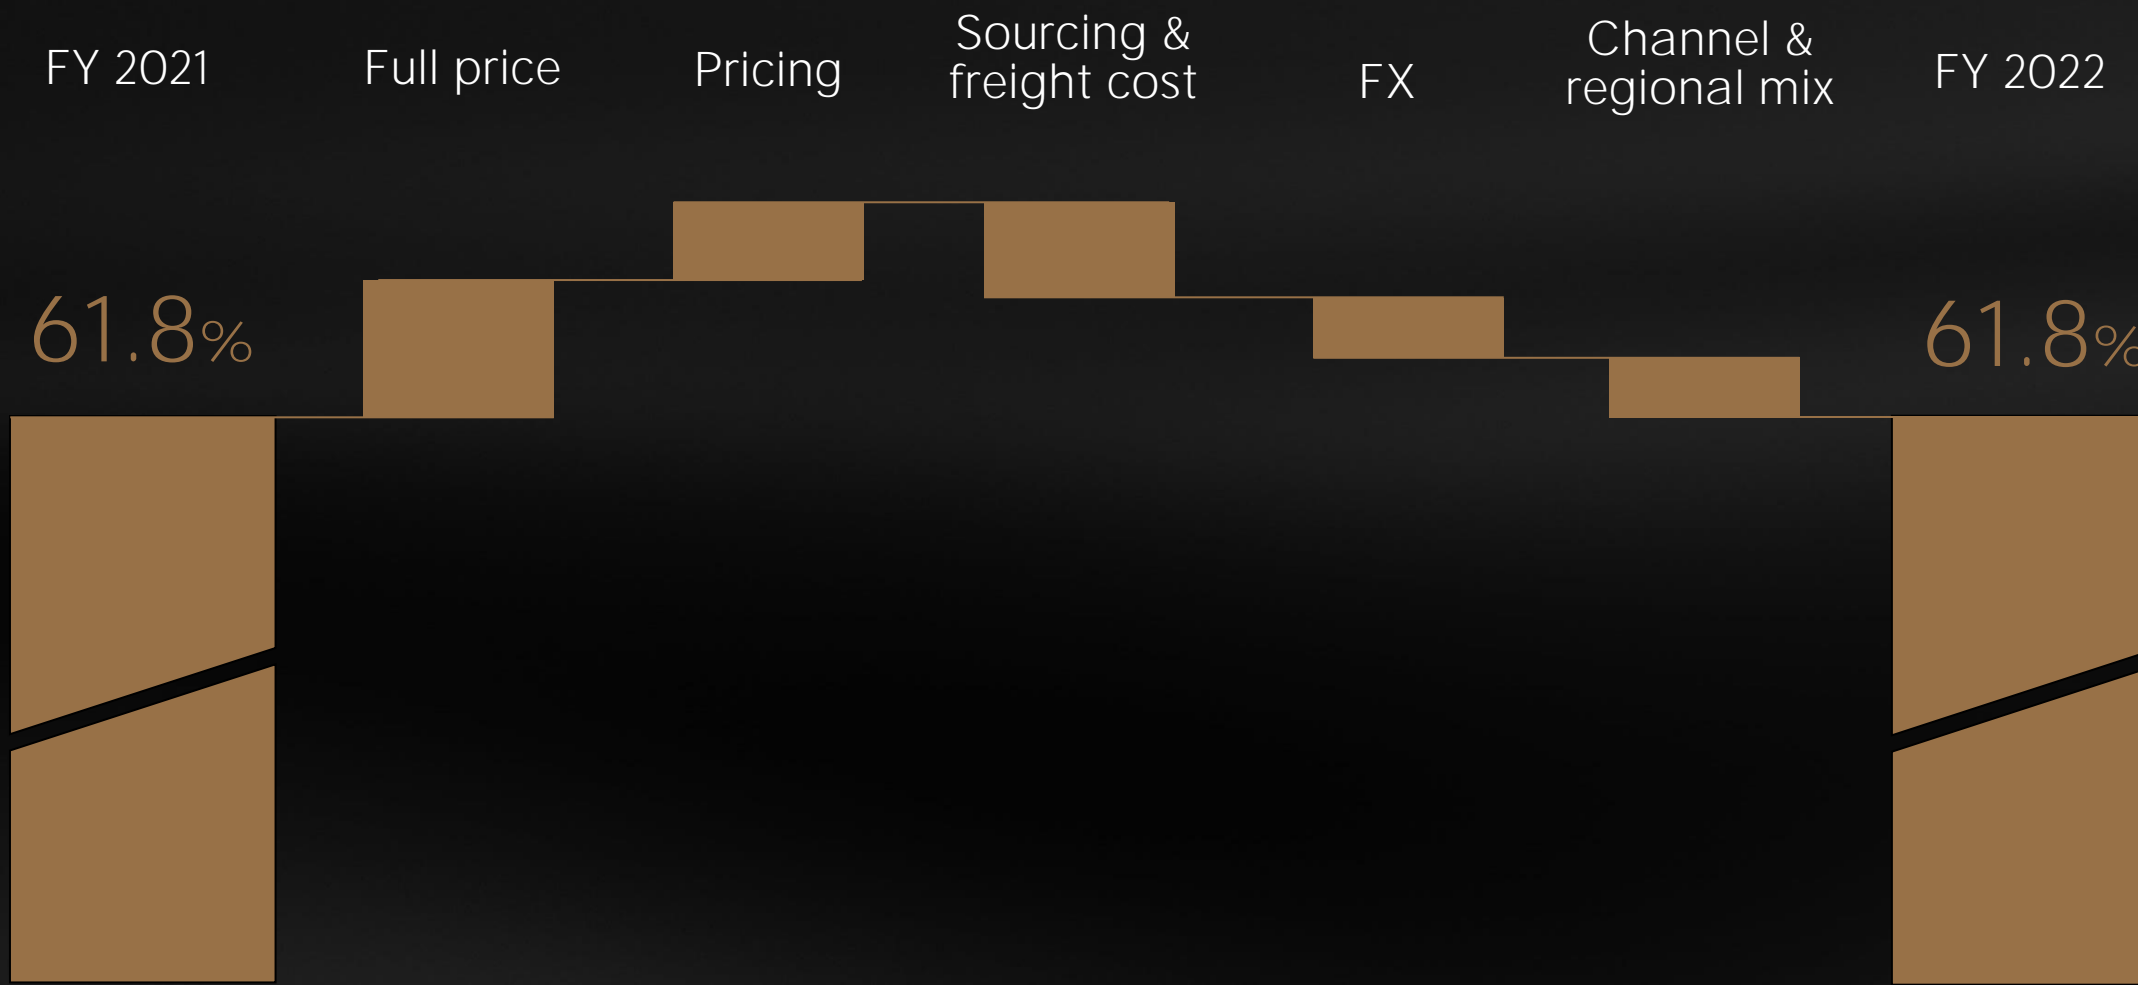 FY 2021
Full price
Pricing
Sourcing &
freight cost
FX
Channel &
regional mix
FY 2022
61.8%
61.8%